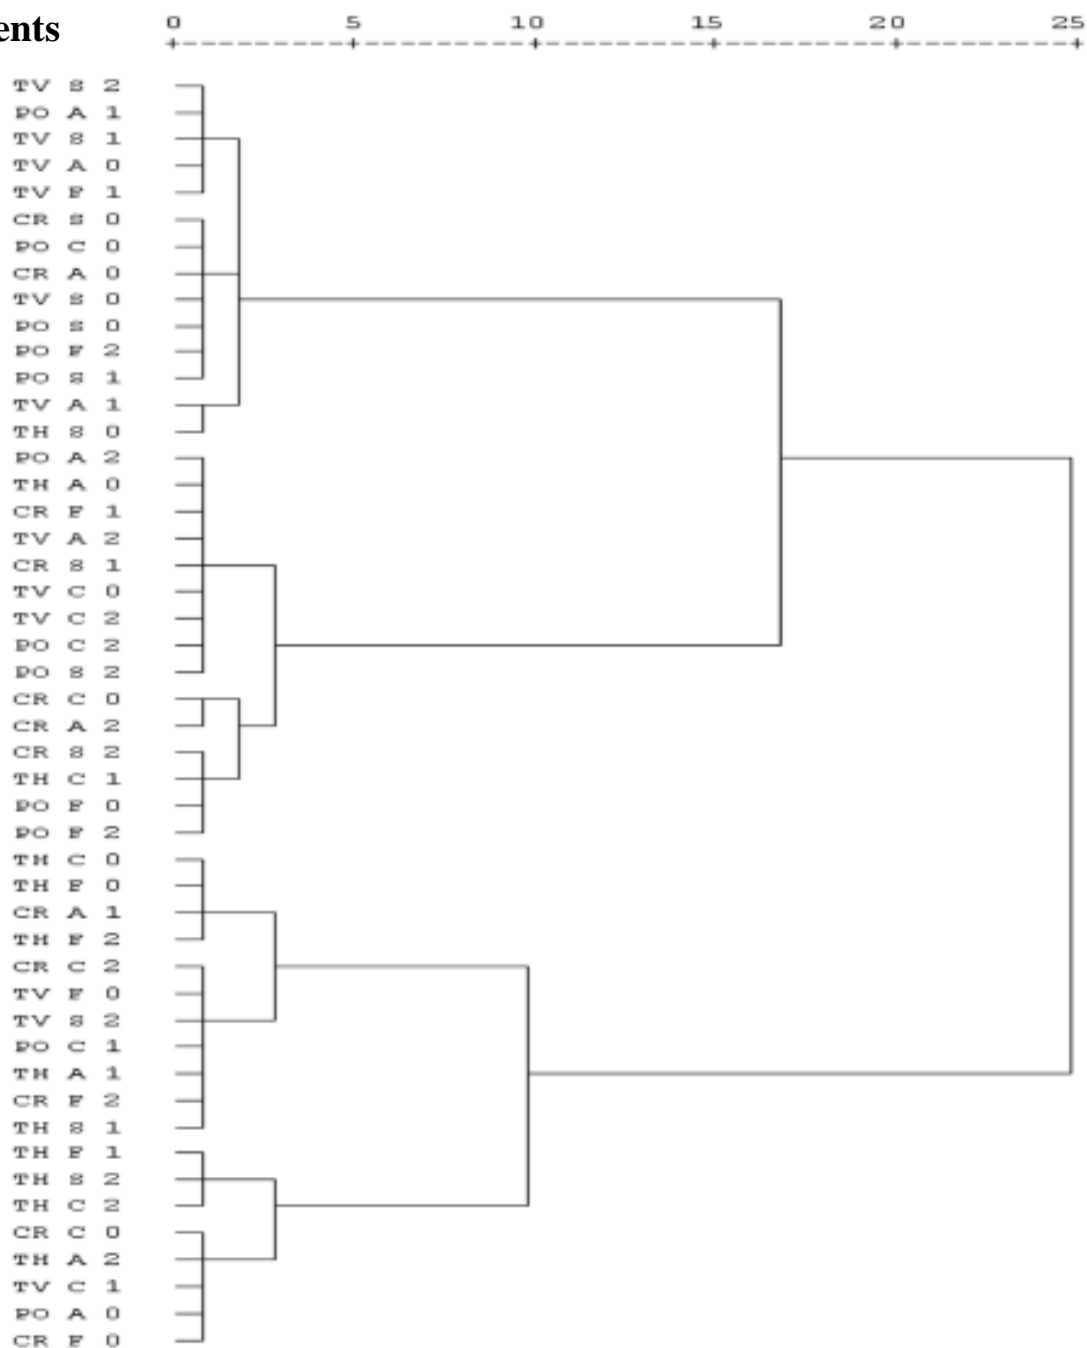 ents
0 5 10 15 20 25
TV S 2
PO A 1
TV S 1
TV A 0
TV F 1
CR S 0
PO C 0
CR A 0
TV S 0
PO S 0
PO F 2
PO S 1
TV A 1
TH S 0
PO A 2
TH A 0
CR F 1
TV A 2
CR S 1
TV C 0
TV C 2
PO C 2
PO S 2
CR C 0
CR A 2
CR S 2
TH C 1
PO F 0
PO F 2
TH C 0
TH F 0
CR A 1
TH F 2
CR C 2
TV F 0
TV S 2
PO C 1
TH A 1
CR F 2
TH S 1
TH F 1
TH S 2
TH C 2
CR C 0
TH A 2
TV C 1
PO A 0
CR F 0